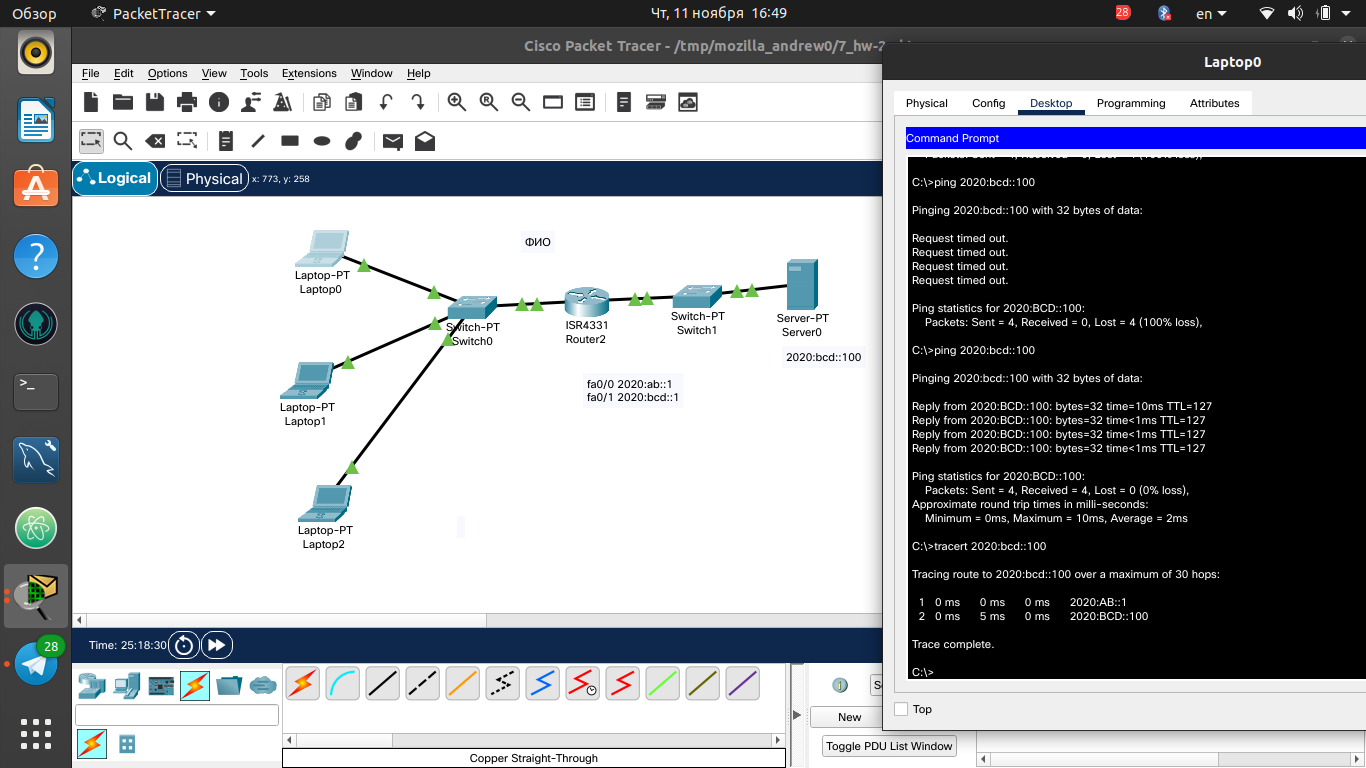 Обзор
PacketTracer
Чт, 11 ноября 16:49
28
en
Cisco Packet Tracer - /tmp/mozilla_andrew0/7_hw-2
File Edit Options View Tools Extensions Window Help
Logical
Physical
x: 773, y: 258
ФИО
Laptop-PT
Laptop0
Switch-PT
Switch0
ISR4331
Router2
Switch-PT
Switch1
Server-PT
Server0
2020:bcd::100
fa0/0 2020:ab::1
fa0/1 2020:bcd::1
Laptop-PT
Laptop1
Laptop-PT
Laptop2
28
Time: 25:18:30
Copper Straight-Through
New
Toggle PDU List Window
Laptop0
Physical Config Desktop Programming Attributes
Command Prompt
C:\>ping 2020:bcd::100
Pinging 2020:bcd::100 with 32 bytes of data:
Request timed out.
Request timed out.
Request timed out.
Request timed out.
Ping statistics for 2020:BCD::100:
Packets: Sent = 4, Received = 0, Lost = 4 (100% loss),
C:\>ping 2020:bcd::100
Pinging 2020:bcd::100 with 32 bytes of data:
Reply from 2020:BCD::100: bytes=32 time=10ms TTL=127
Reply from 2020:BCD::100: bytes=32 time<1ms TTL=127
Reply from 2020:BCD::100: bytes=32 time<1ms TTL=127
Reply from 2020:BCD::100: bytes=32 time<1ms TTL=127
Ping statistics for 2020:BCD::100:
Packets: Sent = 4, Received = 4, Lost = 0 (0% loss),
Approximate round trip times in milli-seconds:
Minimum = 0ms, Maximum = 10ms, Average = 2ms
C:\>tracert 2020:bcd::100
Tracing route to 2020:bcd::100 over a maximum of 30 hops:
1 0 ms 0 ms 0 ms 2020:AB::1
2 0 ms 5 ms 0 ms 2020:BCD::100
Trace complete.
C:\>
Top